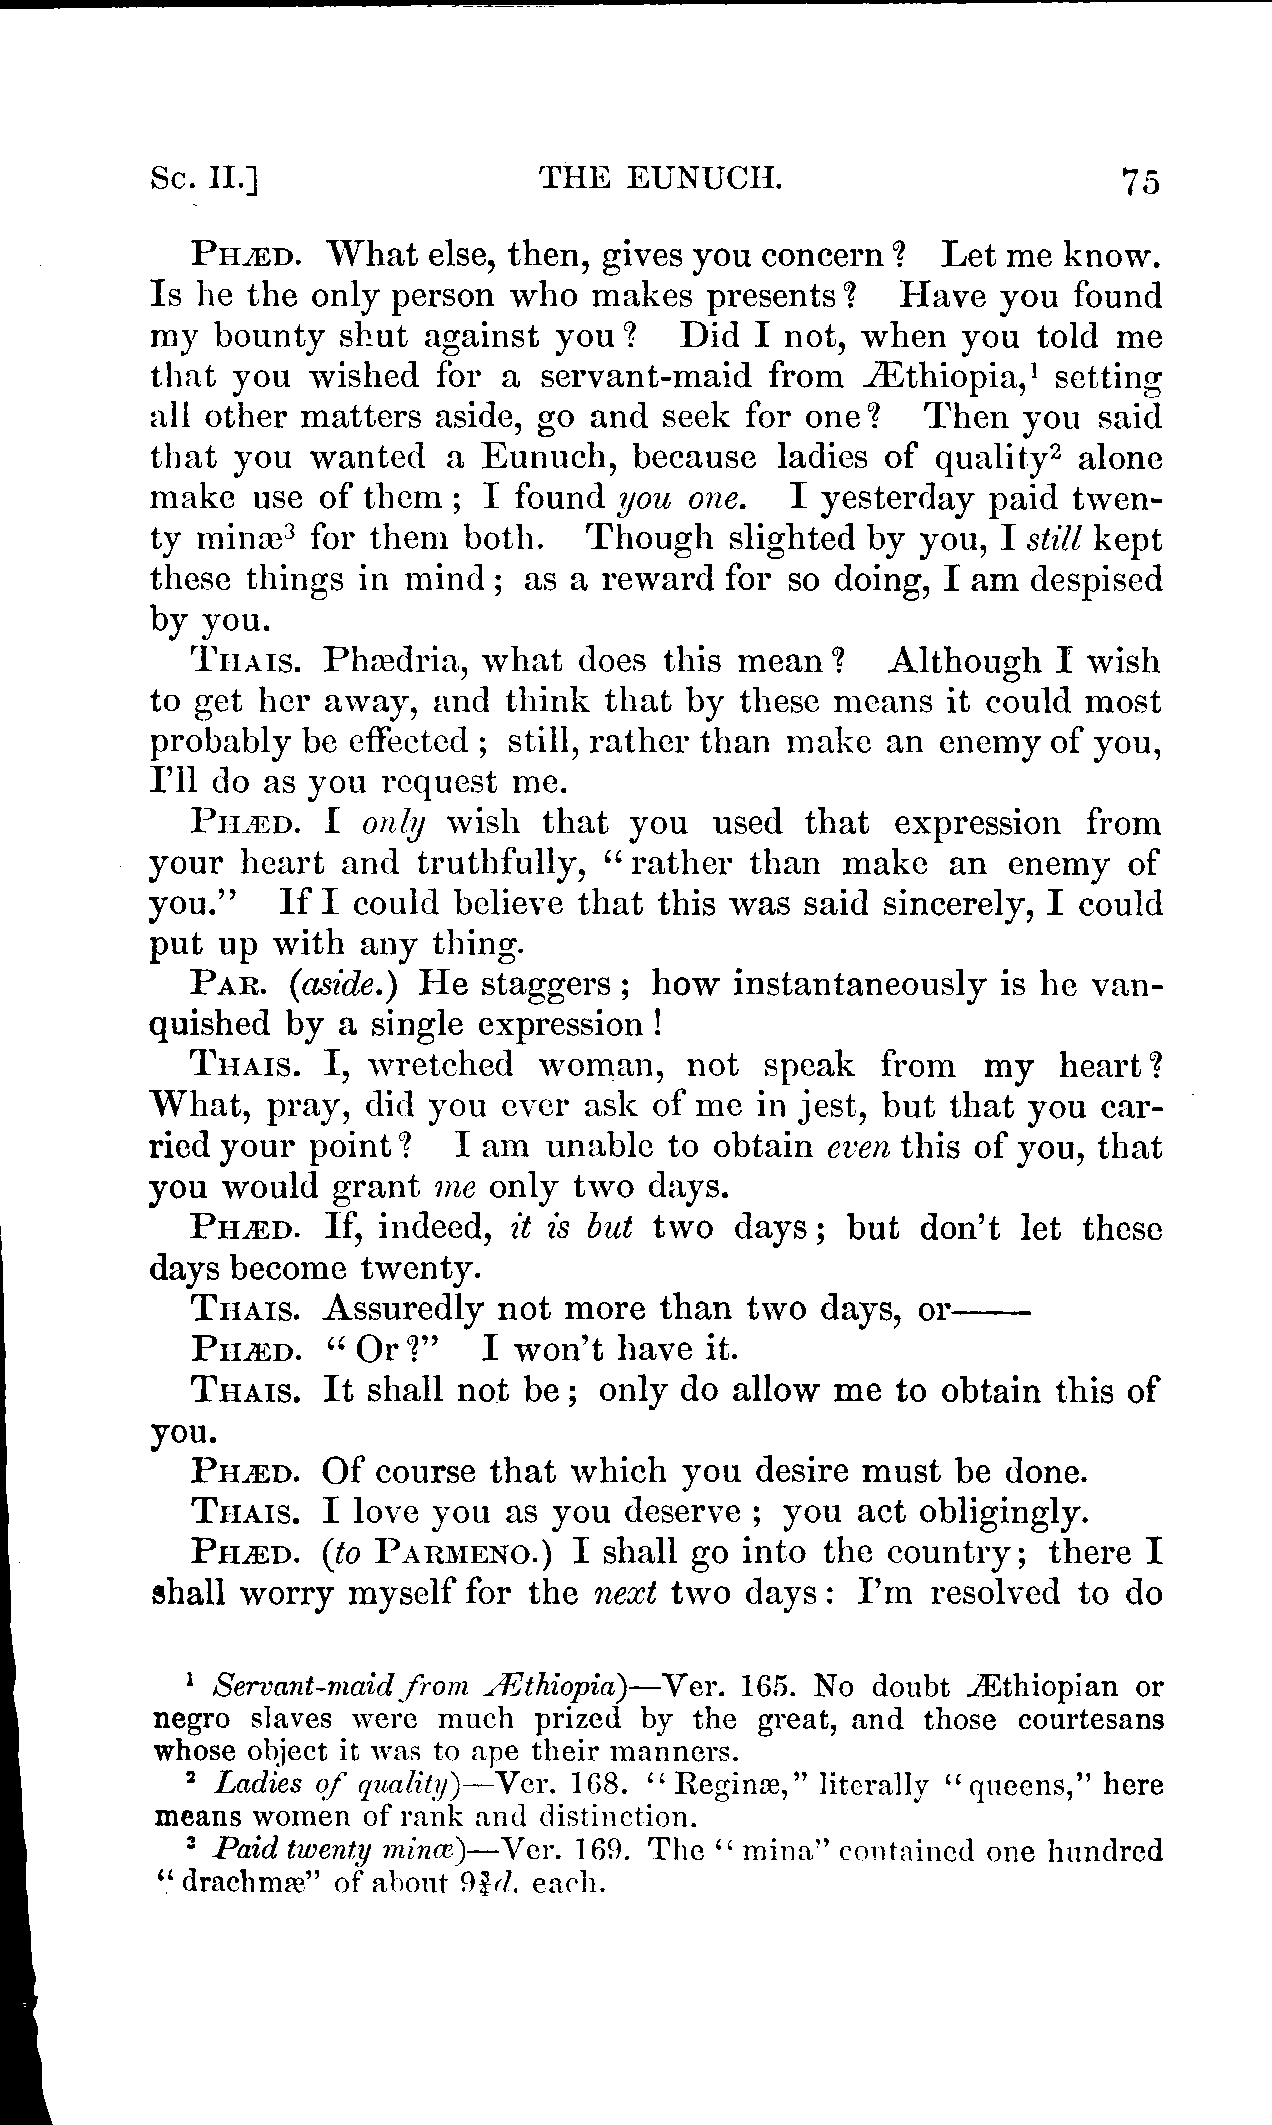 Sc. II.] THE EUNUCH. 75
PHÆD. What else, then, gives you concern? Let me know.
Is he the only person who makes presents? Have you found
my bounty shut against you? Did I not, when you told me
that you wished for a servant-maid from Æthiopia,¹ setting
all other matters aside, go and seek for one? Then you said
that you wanted a Eunuch, because ladies of quality² alone
make use of them; I found you one. I yesterday paid twen-
ty minæ³ for them both. Though slighted by you, I still kept
these things in mind; as a reward for so doing, I am despised
by you.
THAIS. Phædria, what does this mean? Although I wish
to get her away, and think that by these means it could most
probably be effected; still, rather than make an enemy of you,
I'll do as you request me.
PHÆD. I only wish that you used that expression from
your heart and truthfully, "rather than make an enemy of
you." If I could believe that this was said sincerely, I could
put up with any thing.
PAR. (aside.) He staggers; how instantaneously is he van-
quished by a single expression!
THAIS. I, wretched woman, not speak from my heart?
What, pray, did you ever ask of me in jest, but that you car-
ried your point? I am unable to obtain even this of you, that
you would grant me only two days.
PHÆD. If, indeed, it is but two days; but don't let these
days become twenty.
THAIS. Assuredly not more than two days, or——
PHÆD. "Or?" I won't have it.
THAIS. It shall not be; only do allow me to obtain this of
you.
PHÆD. Of course that which you desire must be done.
THAIS. I love you as you deserve; you act obligingly.
PHÆD. (to PARMENO.) I shall go into the country; there I
shall worry myself for the next two days: I'm resolved to do
¹ Servant-maid from Æthiopia)—Ver. 165. No doubt Æthiopian or
negro slaves were much prized by the great, and those courtesans
whose object it was to ape their manners.
² Ladies of quality)—Ver. 168. "Reginæ," literally "queens," here
means women of rank and distinction.
³ Paid twenty minæ)—Ver. 169. The "mina" contained one hundred
"drachmæ" of about 9¾d. each.